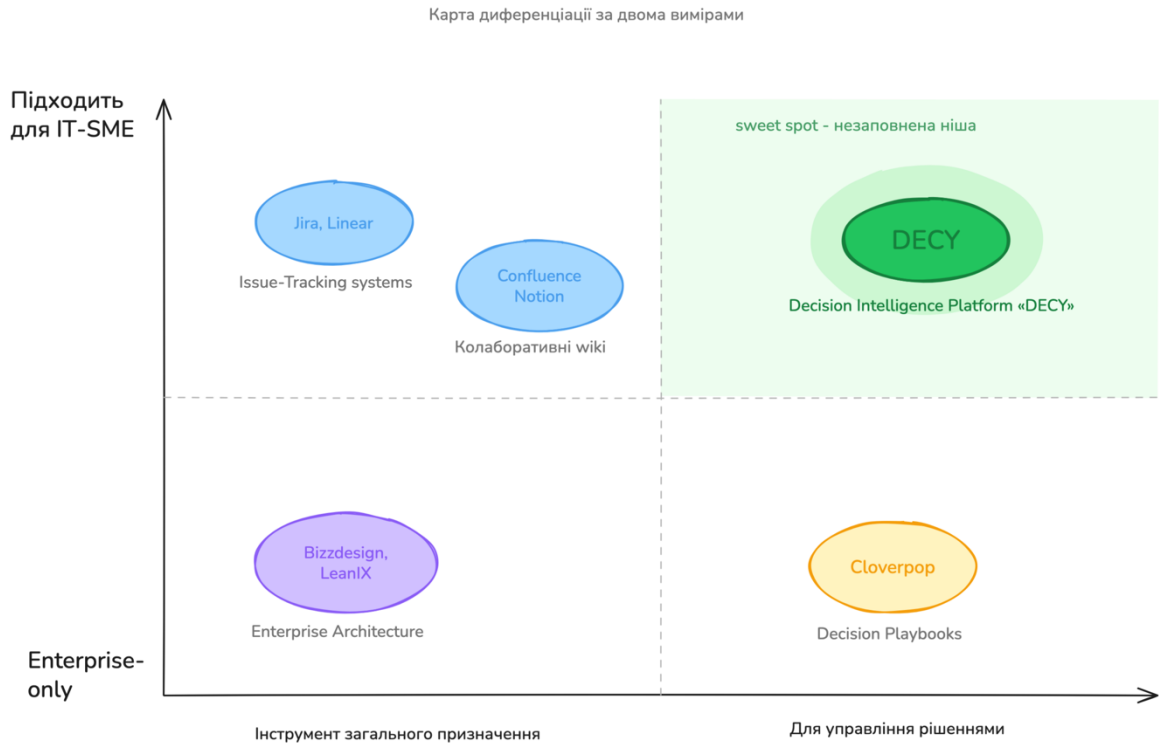 Карта диференціації за двома вимірами
Підходить
для IT-SME
sweet spot - незаповнена ніша
Jira, Linear
Issue-Tracking systems
Confluence
Notion
Колаборативні wiki
DECY
Decision Intelligence Platform «DECY»
Bizzdesign,
LeanIX
Enterprise Architecture
Cloverpop
Decision Playbooks
Enterprise-
only
Інструмент загального призначення
Для управління рішеннями